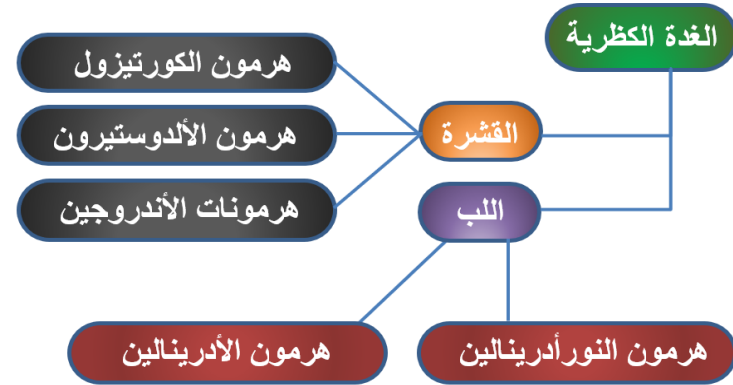 الغدة الكظرية
هرمون الكورتيزول
القشرة
هرمون الألدوستيرون
هرمونات الأندروجين
اللب
هرمون النورأدرينالين
هرمون الأدرينالين